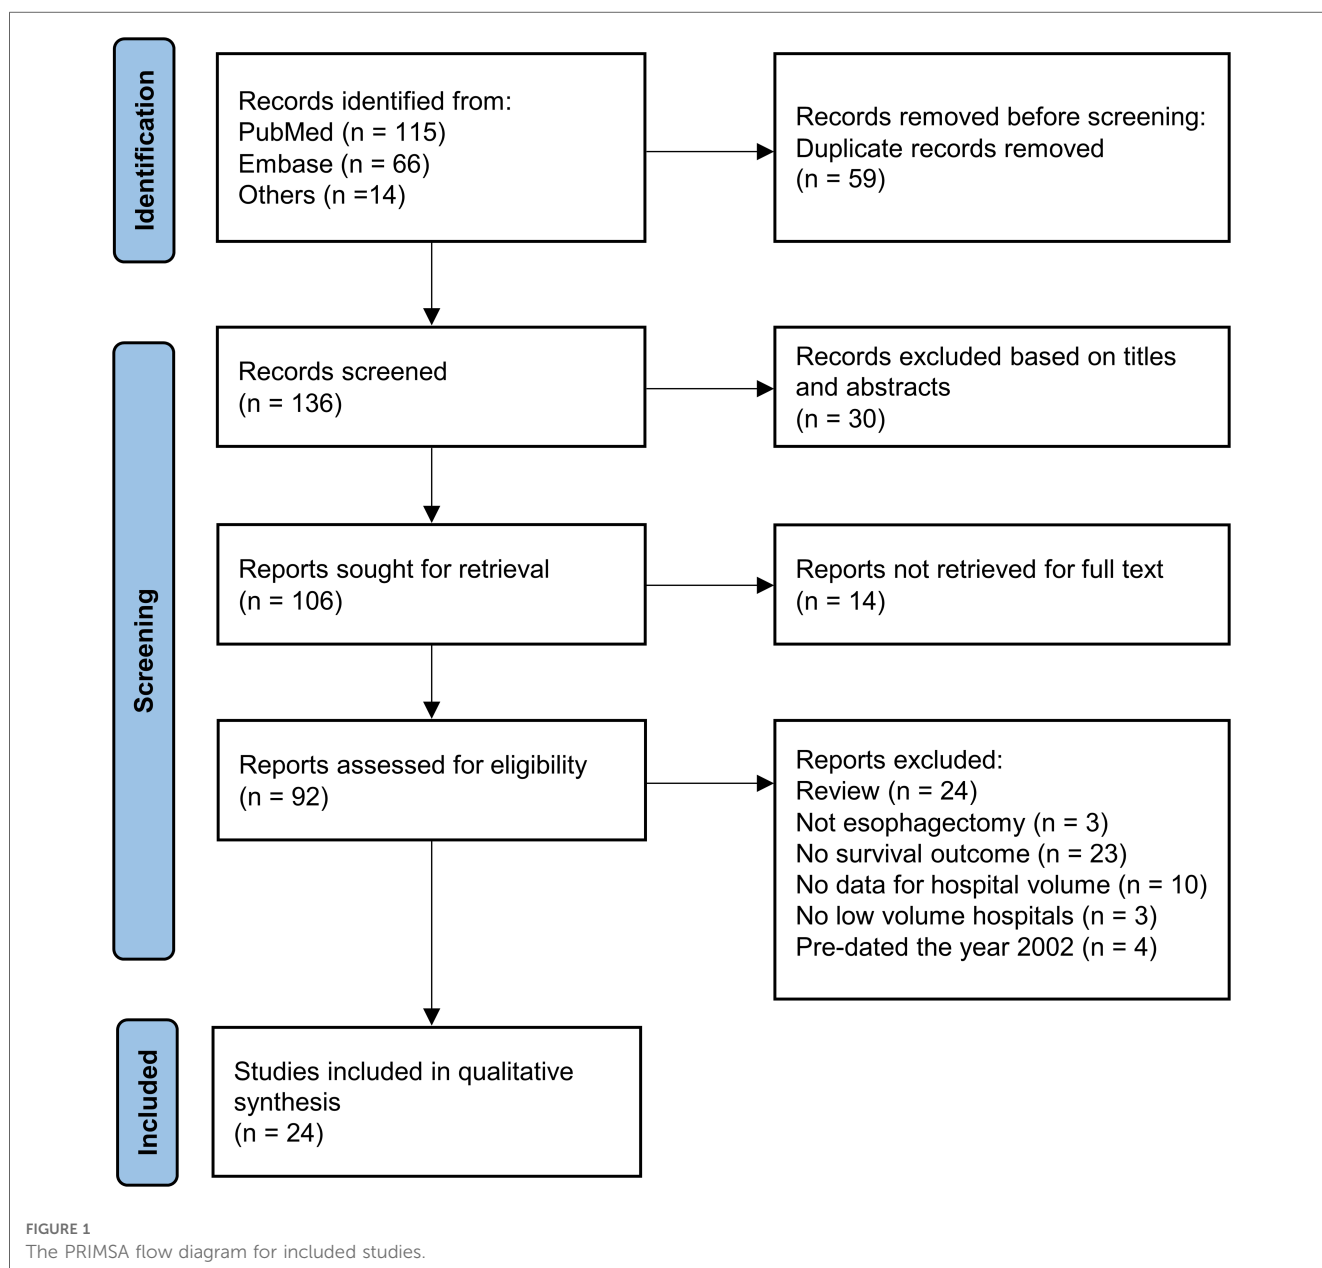 Identification
Records identified from:
PubMed (n = 115)
Embase (n = 66)
Others (n =14)
Records removed before screening:
Duplicate records removed
(n = 59)
Screening
Records screened
(n = 136)
Records excluded based on titles
and abstracts
(n = 30)
Reports sought for retrieval
(n = 106)
Reports not retrieved for full text
(n = 14)
Reports assessed for eligibility
(n = 92)
Reports excluded:
Review (n = 24)
Not esophagectomy (n = 3)
No survival outcome (n = 23)
No data for hospital volume (n = 10)
No low volume hospitals (n = 3)
Pre-dated the year 2002 (n = 4)
Included
Studies included in qualitative
synthesis
(n = 24)
FIGURE 1
The PRIMSA flow diagram for included studies.